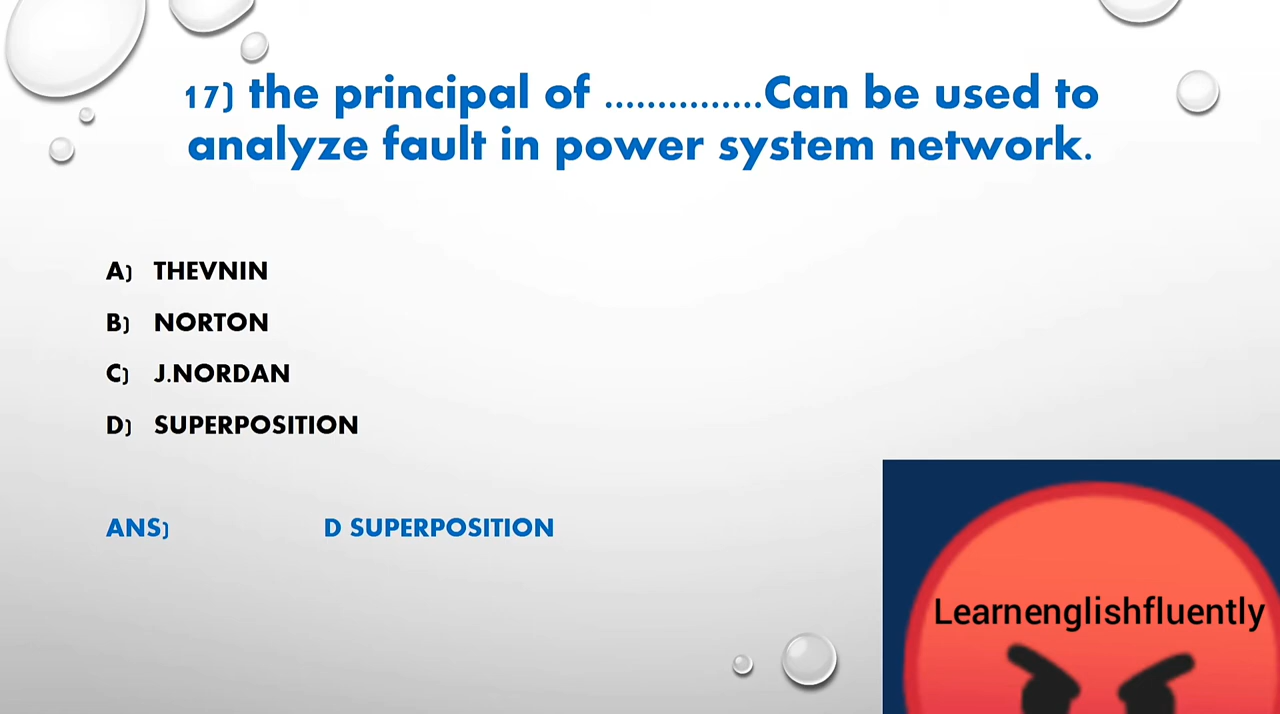 17) the principal of ...............Can be used to
analyze fault in power system network.
A) THEVNIN
B) NORTON
C) J.NORDAN
D) SUPERPOSITION
ANS) D SUPERPOSITION
Learnenglishfluently